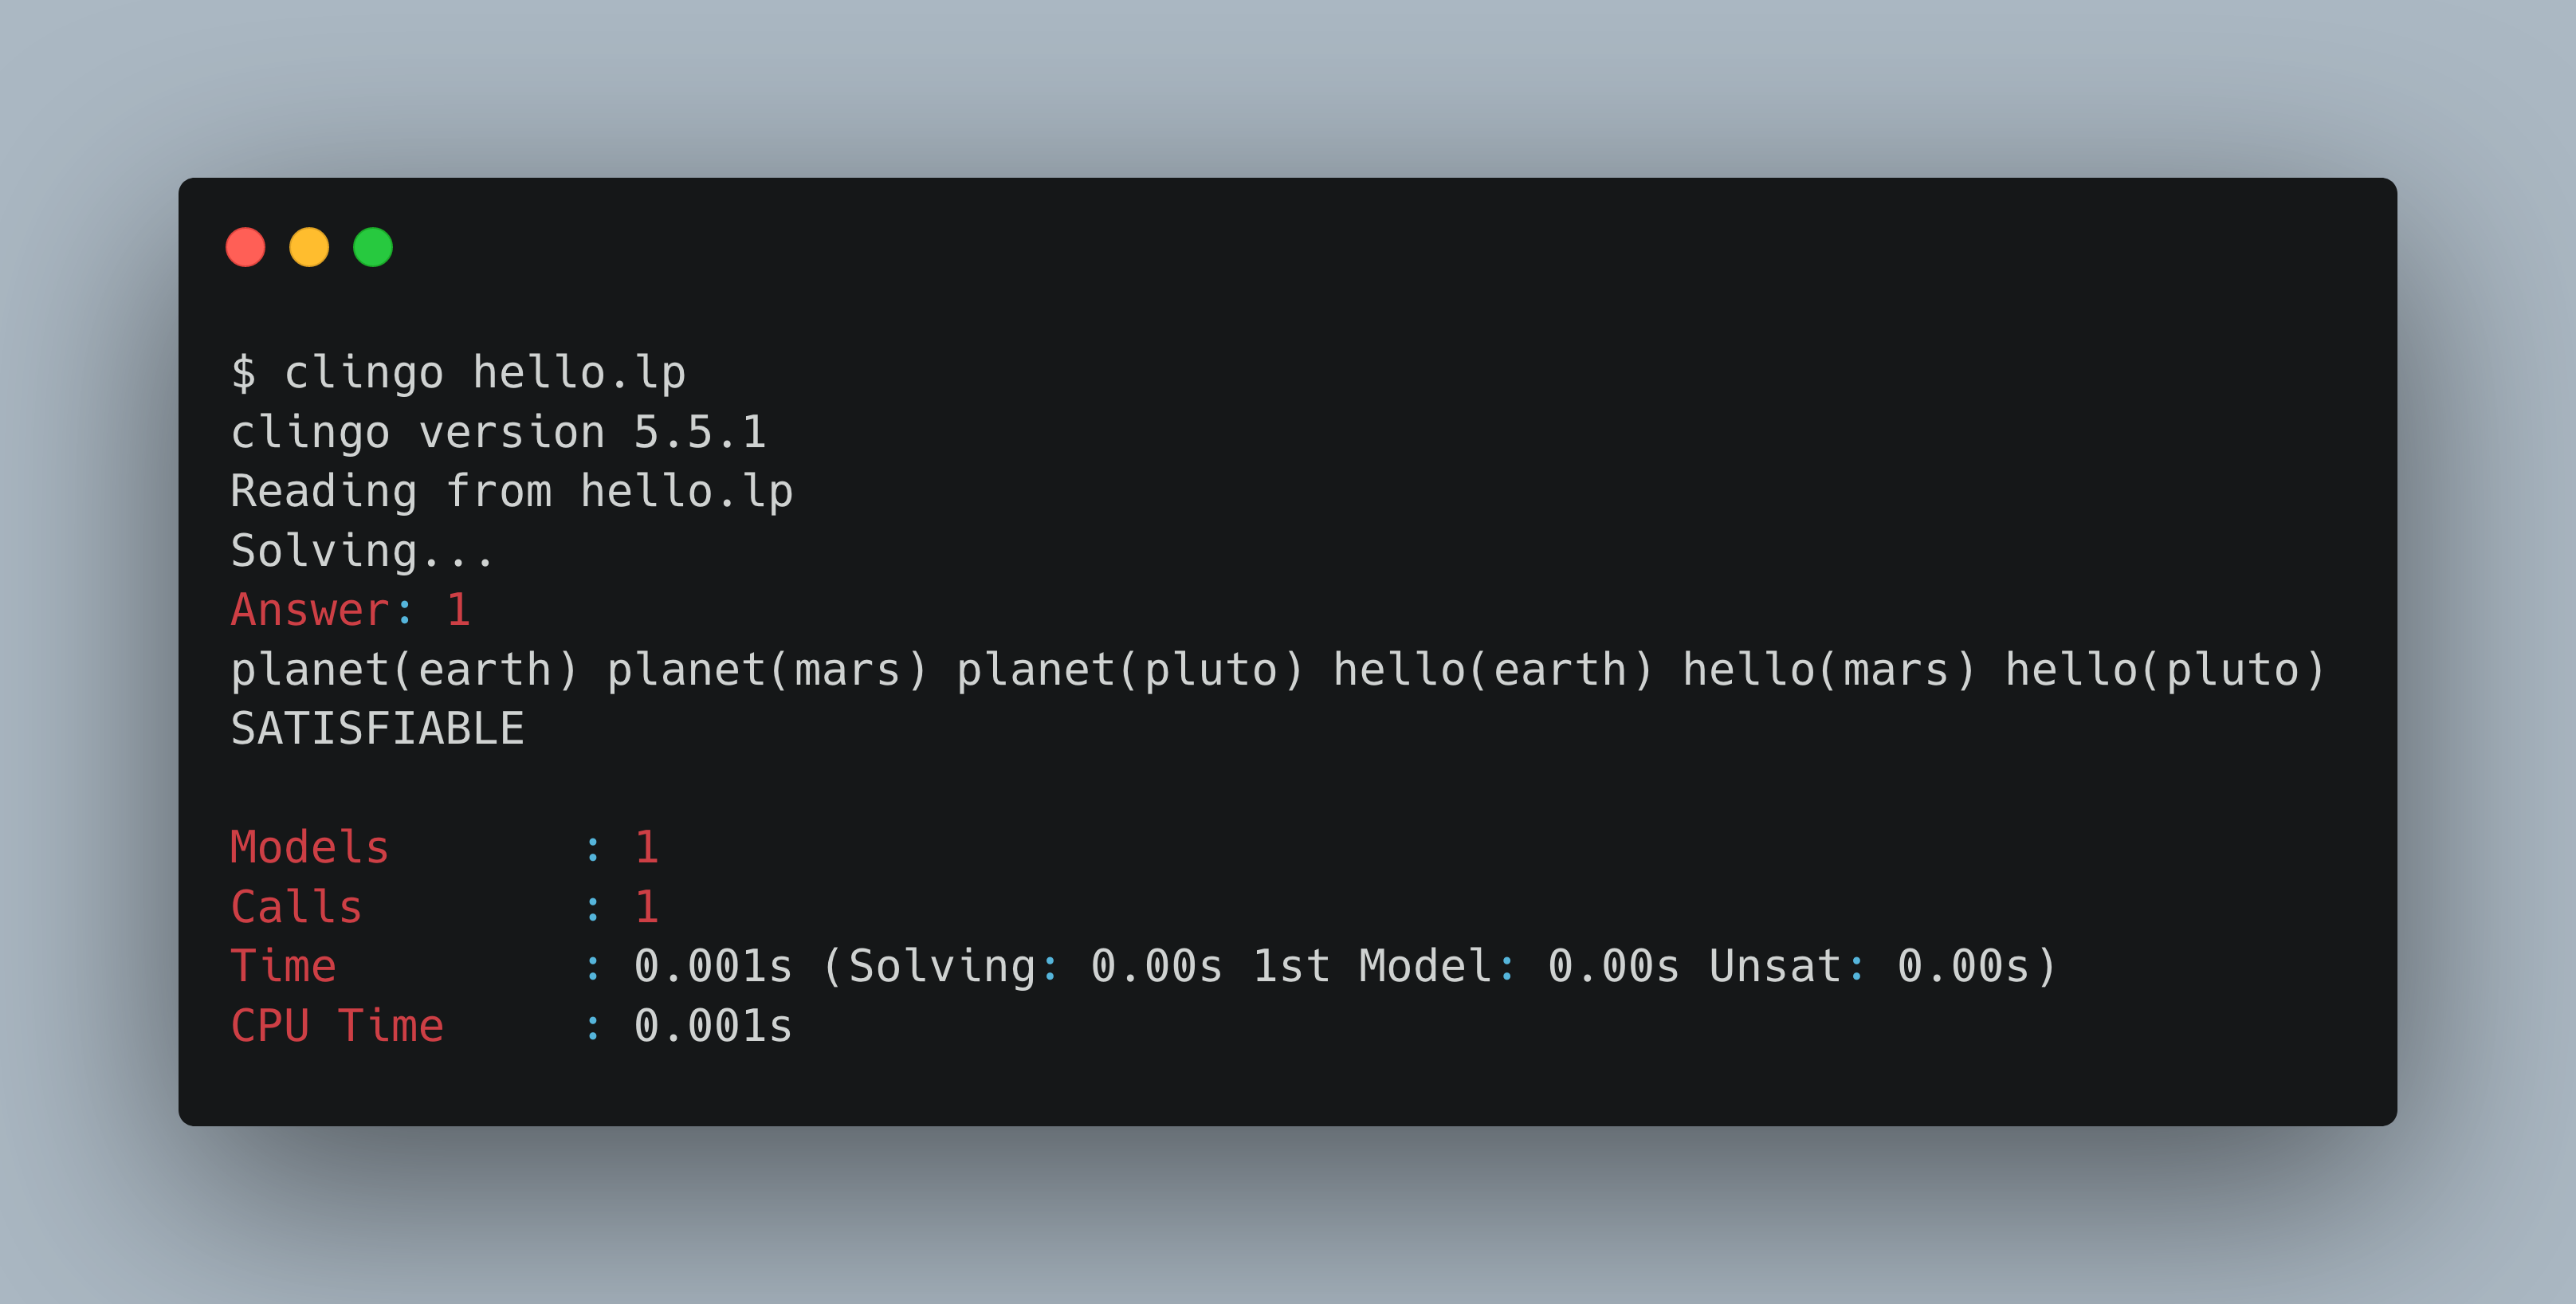 $ clingo hello.lp
clingo version 5.5.1
Reading from hello.lp
Solving...
Answer: 1
planet(earth) planet(mars) planet(pluto) hello(earth) hello(mars) hello(pluto)
SATISFIABLE

Models       : 1
Calls        : 1
Time         : 0.001s (Solving: 0.00s 1st Model: 0.00s Unsat: 0.00s)
CPU Time     : 0.001s